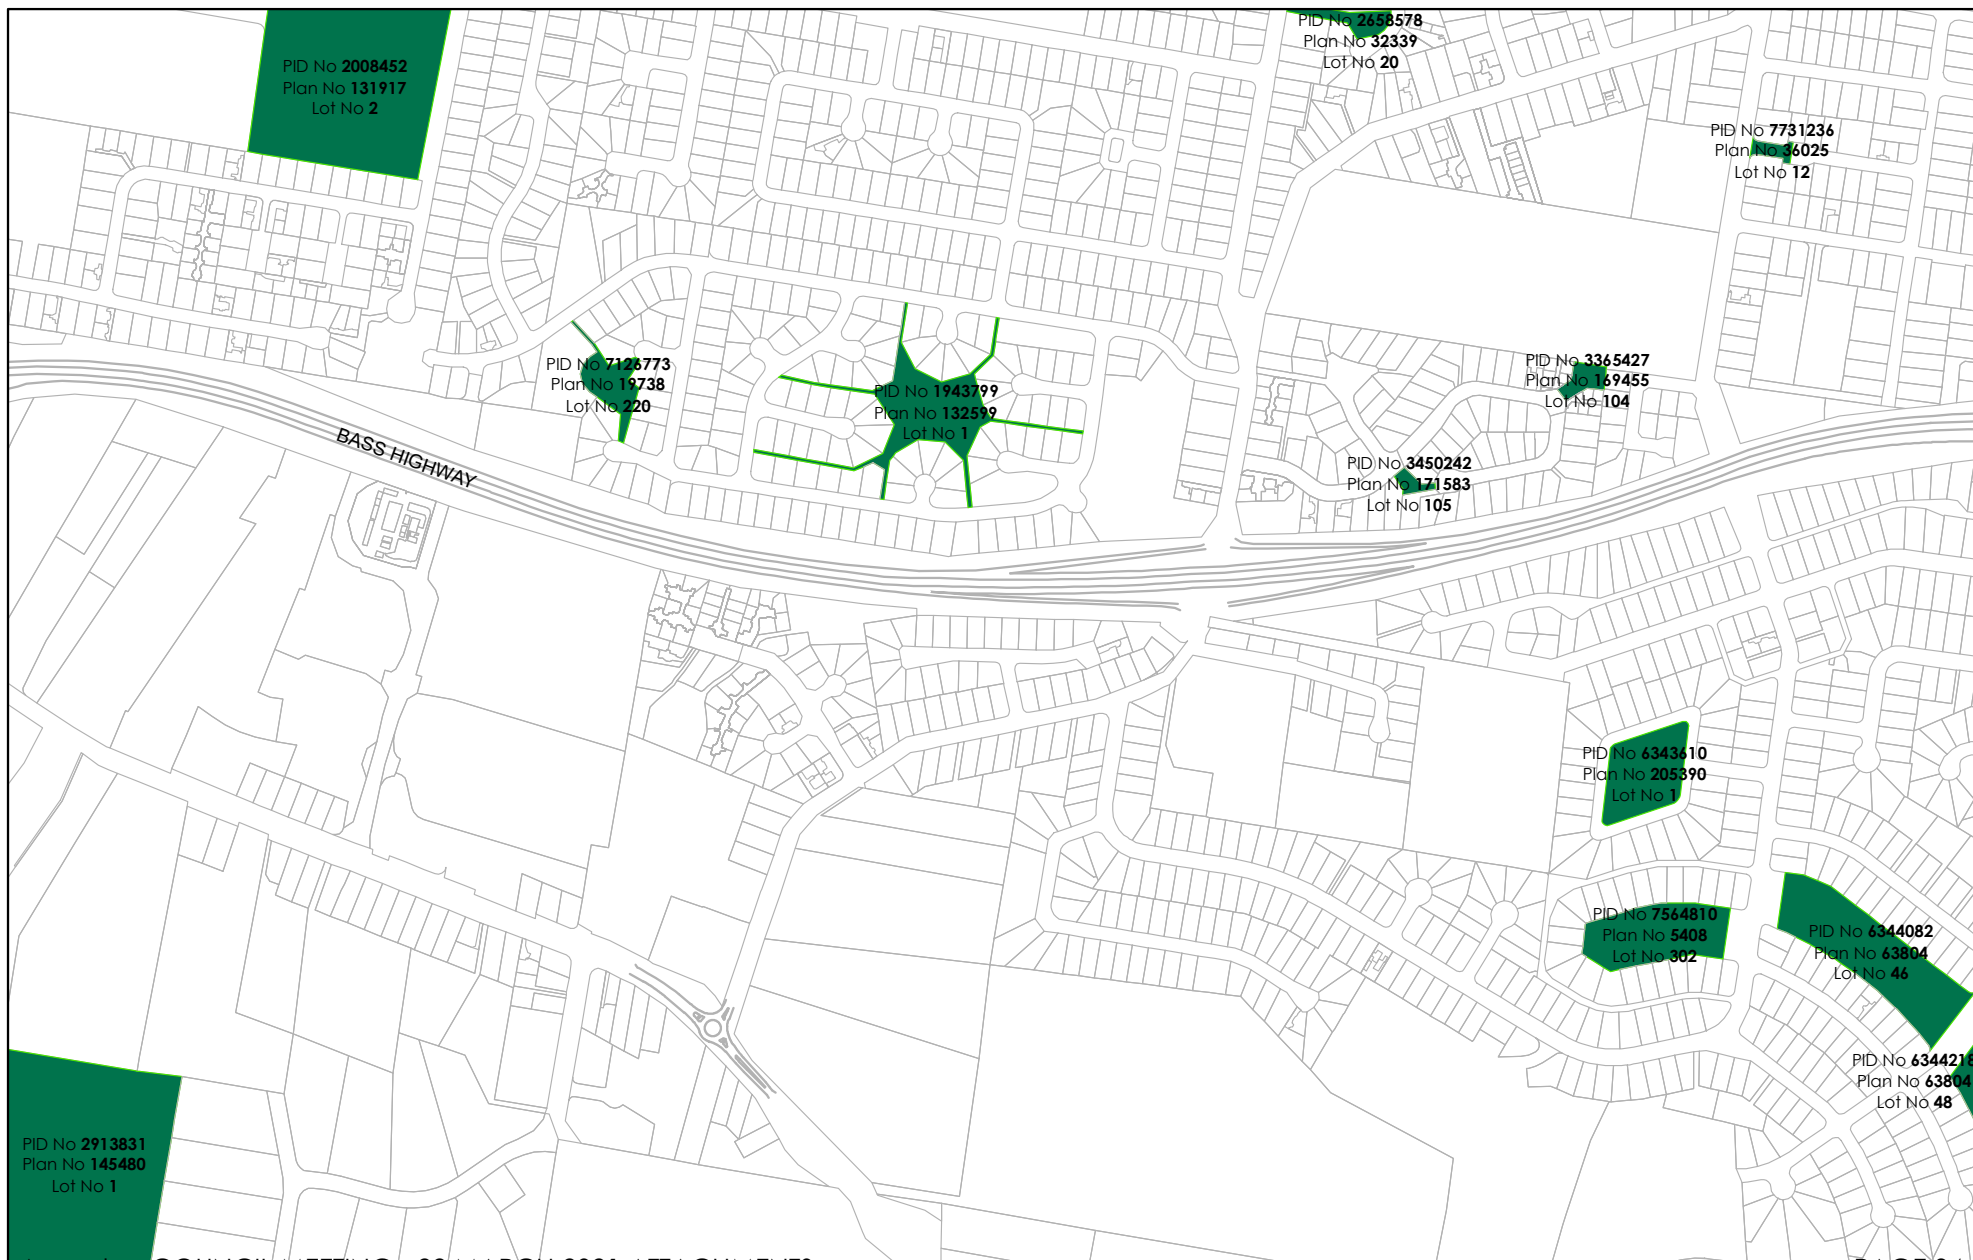 PID No 2658578
Plan No 32339
Lot No 20
PID No 2008452
Plan No 131917
Lot No 2
PID No 7731236
Plan No 36025
Lot No 12
PID No 7126773
Plan No 19738
Lot No 220
PID No 1943799
Plan No 132599
Lot No 1
PID No 3365427
Plan No 169455
Lot No 104
BASS HIGHWAY
PID No 3450242
Plan No 171583
Lot No 105
PID No 6343610
Plan No 205390
Lot No 1
PID No 7564810
Plan No 5408
Lot No 302
PID No 6344082
Plan No 63804
Lot No 46
PID No 6344218
Plan No 63804
Lot No 48
PID No 2913831
Plan No 145480
Lot No 1